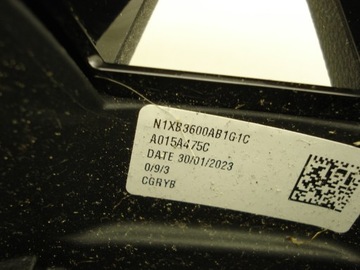 N1XB3600AB1G1C
A015A475C
DATE 30/01/2023
0/9/3
CGRYB